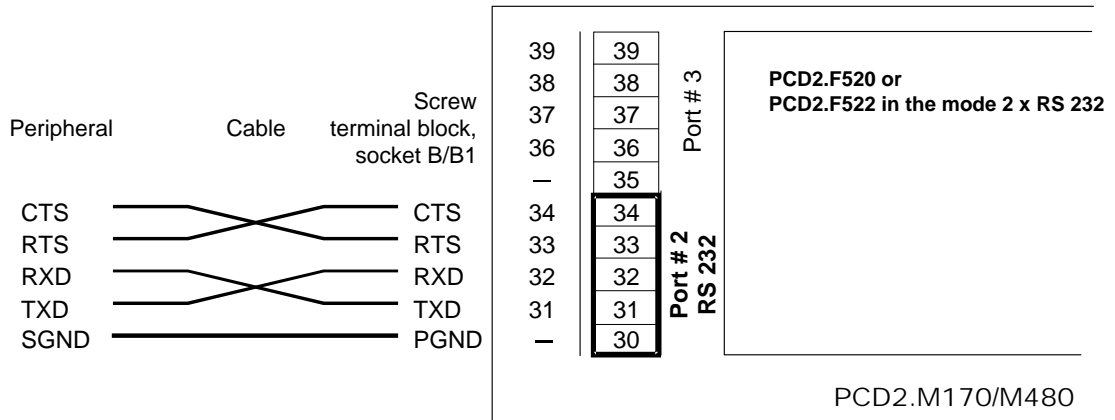 39 39
38 38
37 37
36 36
– 35
Port # 3
PCD2.F520 or
PCD2.F522 in the mode 2 x RS 232
Peripheral Cable Screw
terminal block,
socket B/B1
CTS CTS 34 34
RTS RTS 33 33
RXD RXD 32 32
TXD TXD 31 31
SGND PGND – 30
Port # 2
RS 232
PCD2.M170/M480